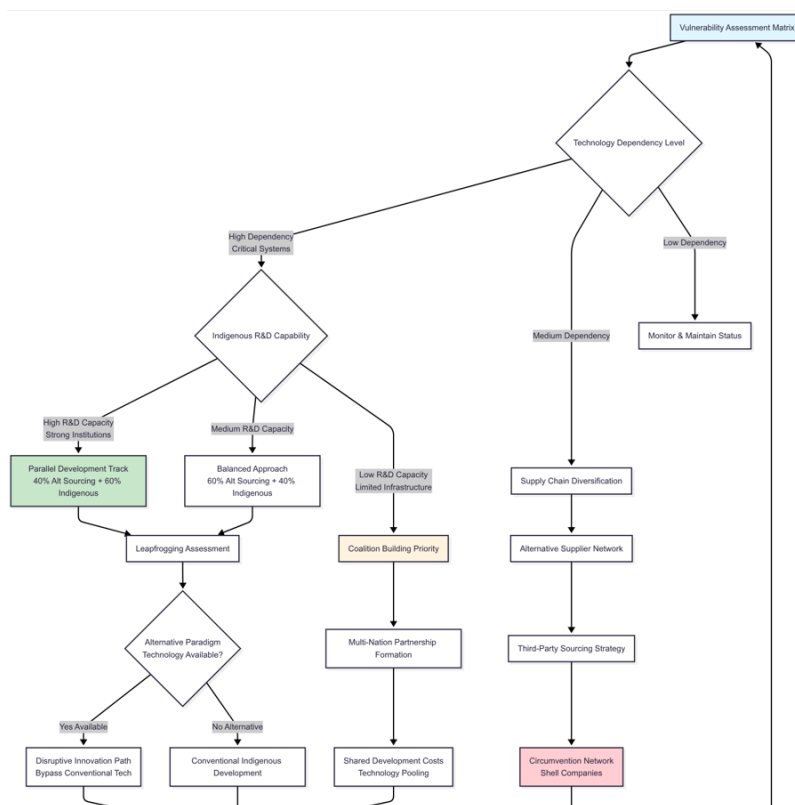 Vulnerability Assessment Matrix
Technology Dependency Level
High Dependency
Critical Systems
Low Dependency
Indigenous R&D Capability
Medium Dependency
Monitor & Maintain Status
High R&D Capacity
Strong Institutions
Medium R&D Capacity
Low R&D Capacity
Limited Infrastructure
Parallel Development Track
40% Alt Sourcing + 60%
Indigenous
Balanced Approach
60% Alt Sourcing + 40%
Indigenous
Supply Chain Diversification
Leapfrogging Assessment
Coalition Building Priority
Alternative Supplier Network
Alternative Paradigm
Technology Available?
Multi-Nation Partnership
Formation
Third-Party Sourcing Strategy
Yes Available
No Alternative
Disruptive Innovation Path
Bypass Conventional Tech
Conventional Indigenous
Development
Shared Development Costs
Technology Pooling
Circumvention Network
Shell Companies